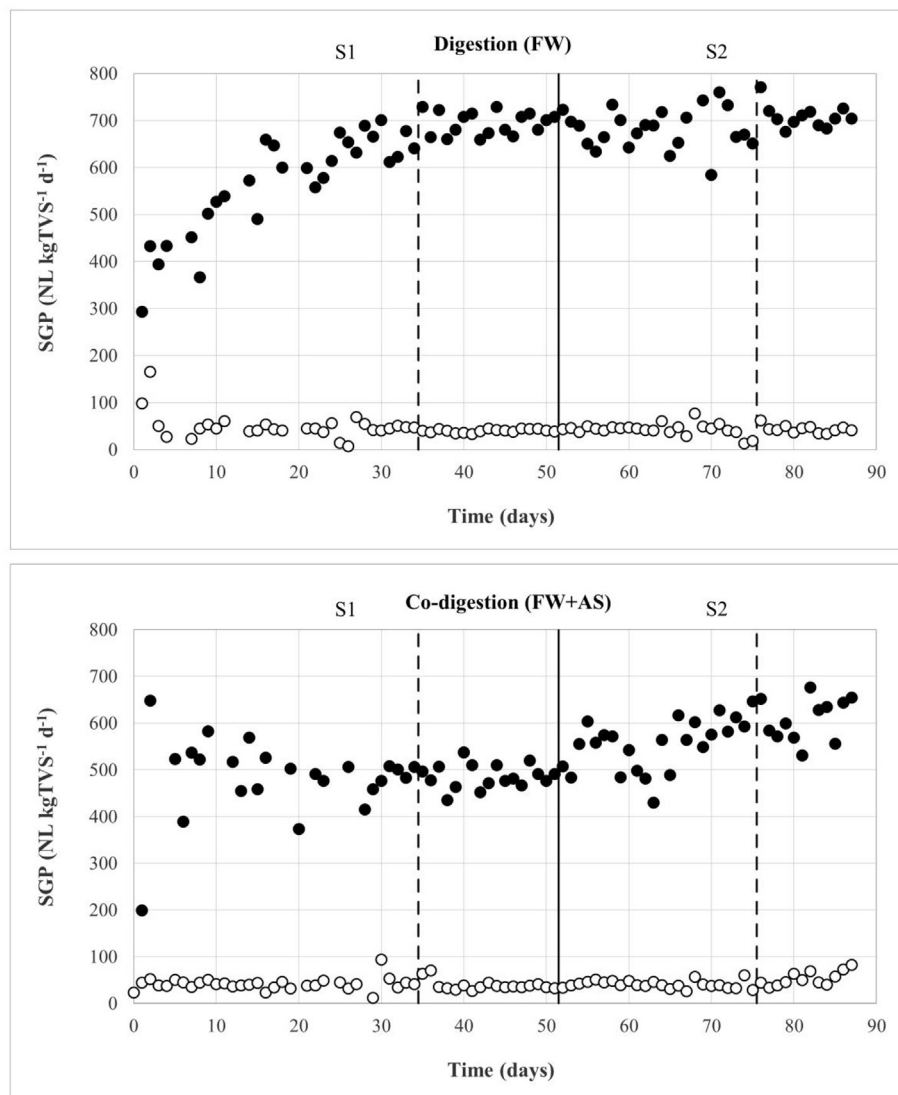 Digestion (FW)
S1
S2
SGP (NL kgTVS⁻¹ d⁻¹)
800
700
600
500
400
300
200
100
0
0 10 20 30 40 50 60 70 80 90
Time (days)
Co-digestion (FW+AS)
S1
S2
SGP (NL kgTVS⁻¹ d⁻¹)
800
700
600
500
400
300
200
100
0
0 10 20 30 40 50 60 70 80 90
Time (days)